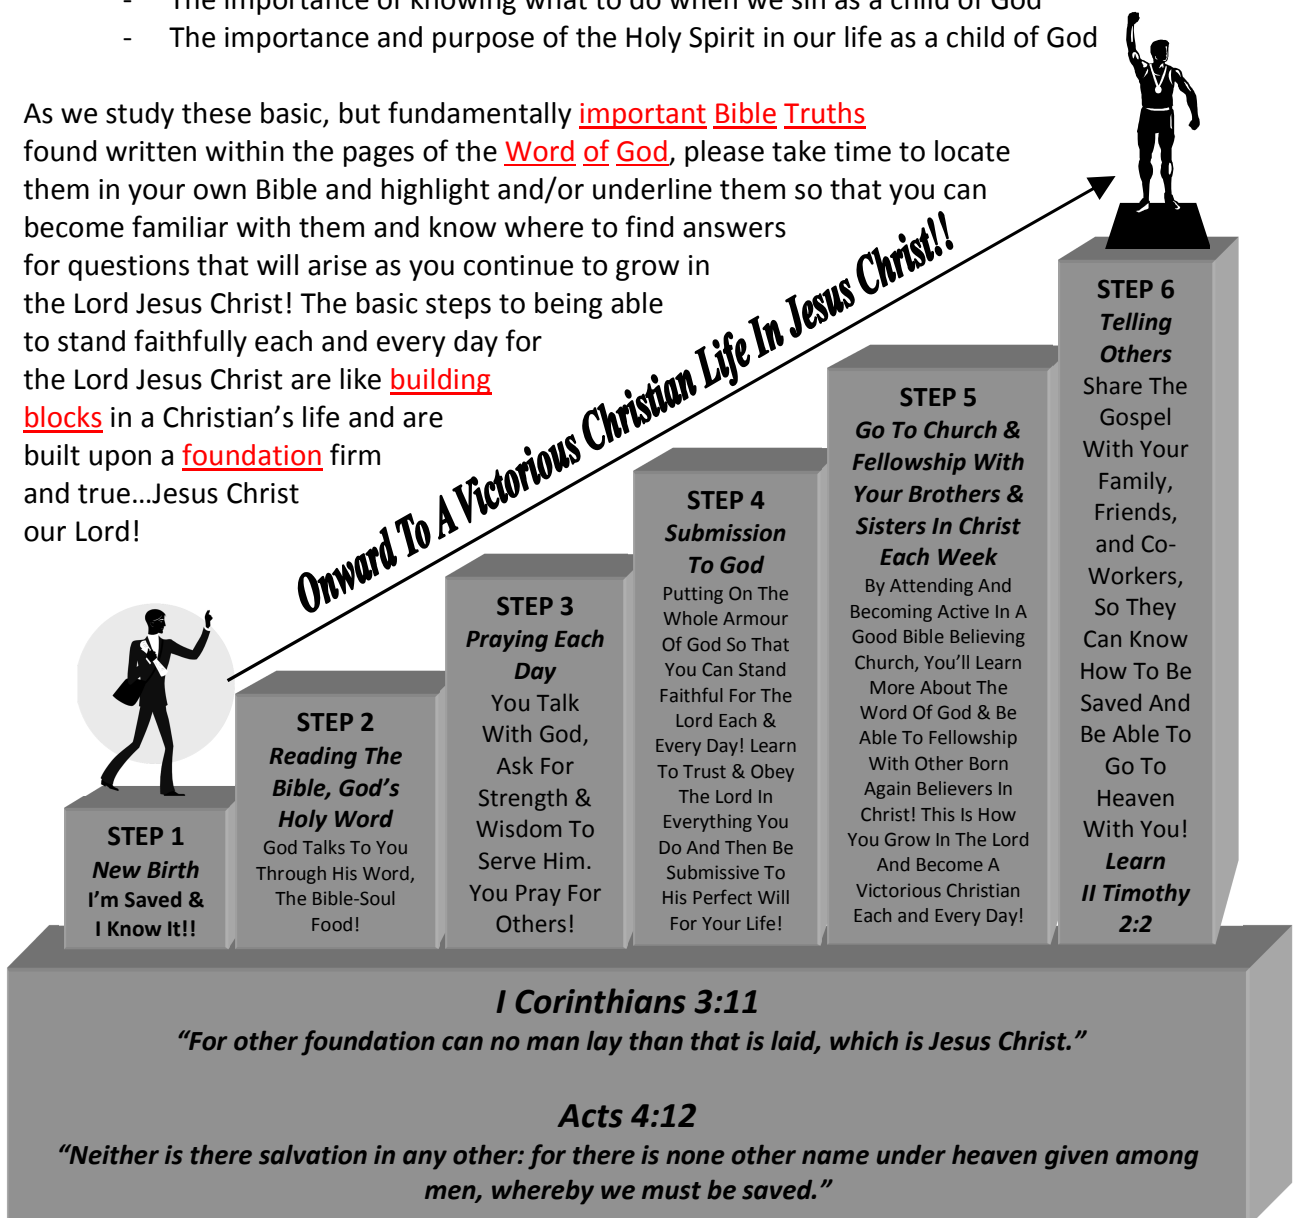 - The importance of knowing what to do when we sin as a child of God
- The importance and purpose of the Holy Spirit in our life as a child of God
As we study these basic, but fundamentally important Bible Truths
found written within the pages of the Word of God, please take time to locate
them in your own Bible and highlight and/or underline them so that you can
become familiar with them and know where to find answers
for questions that will arise as you continue to grow in
the Lord Jesus Christ! The basic steps to being able
to stand faithfully each and every day for
the Lord Jesus Christ are like building
blocks in a Christian’s life and are
built upon a foundation firm
and true…Jesus Christ
our Lord!
Onward To A Victorious Christian Life In Jesus Christ!!
STEP 1
New Birth
I’m Saved &
I Know It!!
STEP 2
Reading The
Bible, God’s
Holy Word
God Talks To You
Through His Word,
The Bible-Soul
Food!
STEP 3
Praying Each
Day
You Talk
With God,
Ask For
Strength &
Wisdom To
Serve Him.
You Pray For
Others!
STEP 4
Submission
To God
Putting On The
Whole Armour
Of God So That
You Can Stand
Faithful For The
Lord Each &
Every Day! Learn
To Trust & Obey
The Lord In
Everything You
Do And Then Be
Submissive To
His Perfect Will
For Your Life!
STEP 5
Go To Church &
Fellowship With
Your Brothers &
Sisters In Christ
Each Week
By Attending And
Becoming Active In A
Good Bible Believing
Church, You’ll Learn
More About The
Word Of God & Be
Able To Fellowship
With Other Born
Again Believers In
Christ! This Is How
You Grow In The Lord
And Become A
Victorious Christian
Each and Every Day!
STEP 6
Telling
Others
Share The
Gospel
With Your
Family,
Friends,
and Co-
Workers,
So They
Can Know
How To Be
Saved And
Be Able To
Go To
Heaven
With You!
Learn
II Timothy
2:2
I Corinthians 3:11
“For other foundation can no man lay than that is laid, which is Jesus Christ.”
Acts 4:12
“Neither is there salvation in any other: for there is none other name under heaven given among
men, whereby we must be saved.”